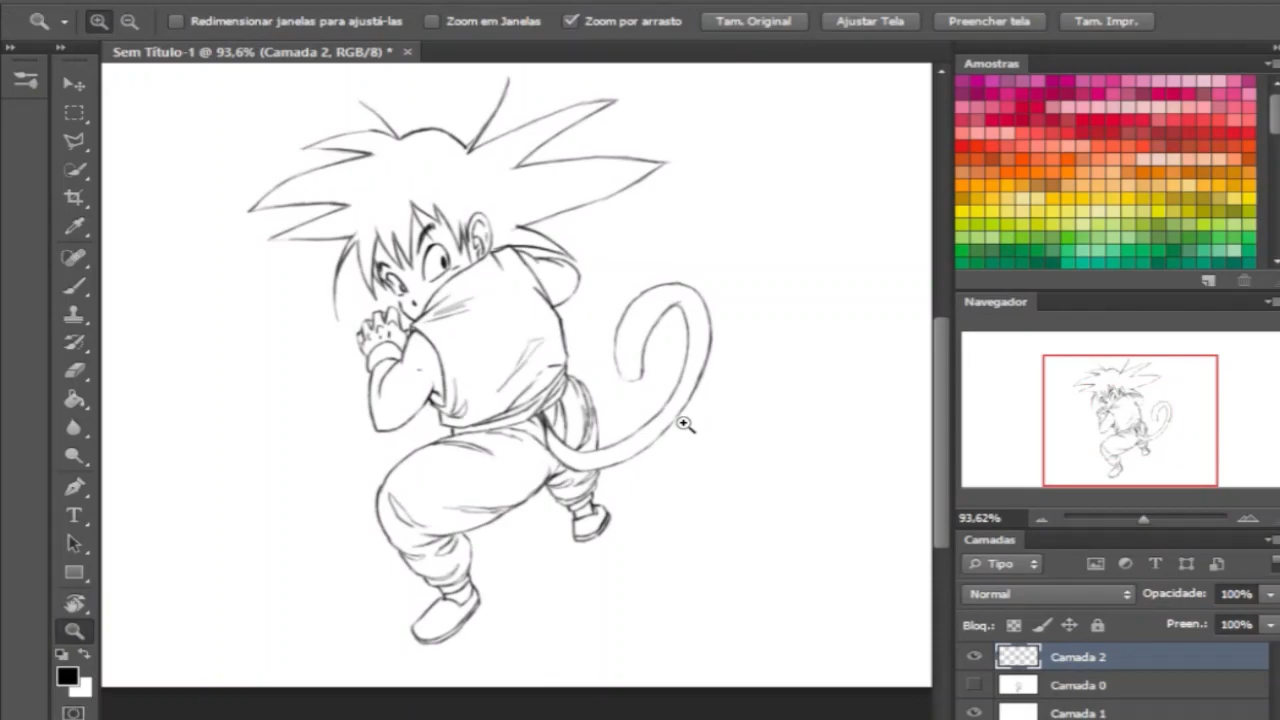 Redimensionar janelas para ajustá-las Zoom em Janelas Zoom por arrasto Tam. Original Ajustar Tela Preencher tela Tam. Impr.
Sem Título-1 @ 93,6% (Camada 2, RGB/8) * ×
Amostras
Navegador
93,62%
Camadas
Tipo
Normal Opacidade: 100%
Bloq.: Preen.: 100%
Camada 2
Camada 0
Camada 1